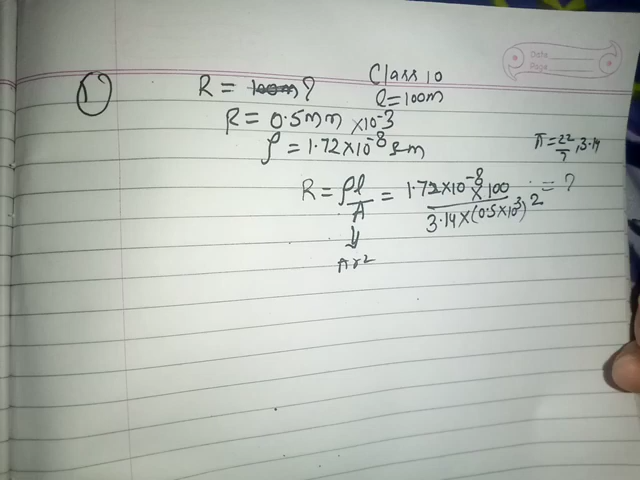 Date
Page
1)
Class 10
R = 100m ?
l = 100m
R = 0.5mm ×10-3
ρ = 1.72×10-8 Ωm
π = 22/7, 3.14
R = ρl/A = 1.72×10-8 ×100 / 3.14×(0.5×10 3)2 = ?
πr2